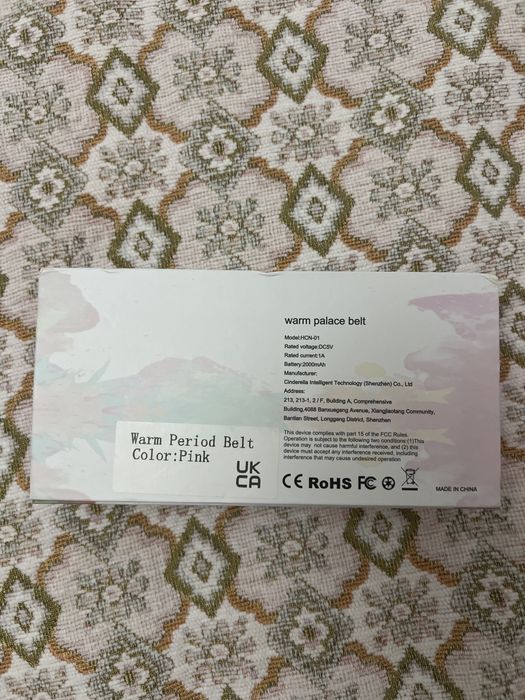 warm palace belt
Model:HCN-01
Rated voltage:DC5V
Rated current:1A
Battery:2000mAh
Manufacturer:
Cinderella Intelligent Technology (Shenzhen) Co., Ltd
Address:
213, 213-1, 2 / F, Building A, Comprehensive
Building,4088 Banxuegang Avenue, Xiangjiaotang Community,
Bantian Street, Longgang District, Shenzhen
This device complies with part 15 of the FCC Rules.
Operation is subject to the following two conditions:(1)This
device may not cause harmful interference, and (2) this
device must accept any interference received, including
interference that may cause undesired operation
Warm Period Belt
Color:Pink
UK
CA
CE RoHS FC
MADE IN CHINA